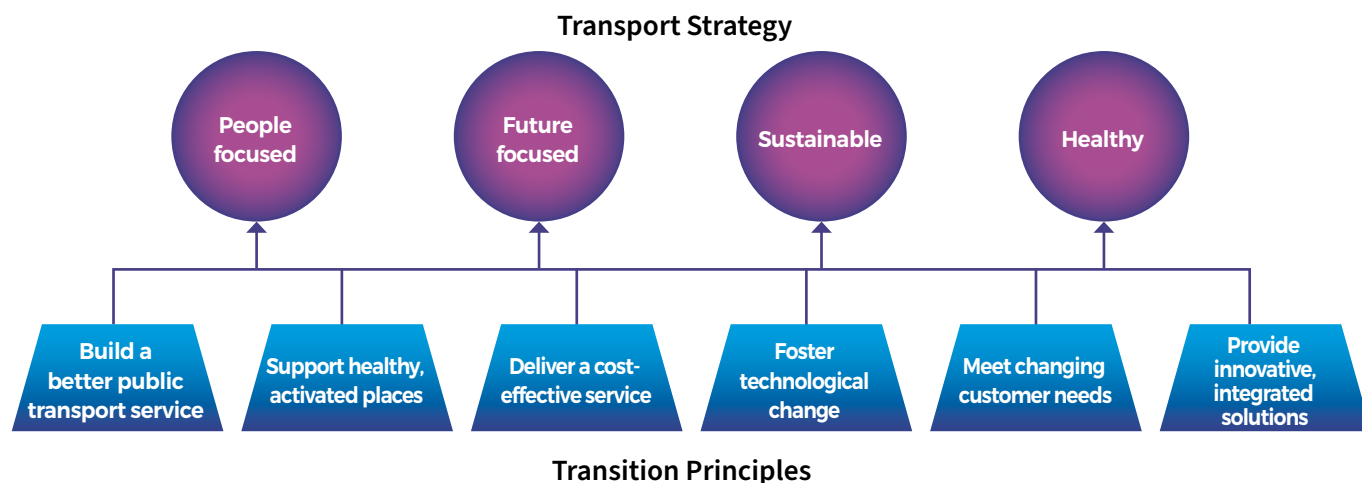 Transport Strategy
People
focused
Future
focused
Sustainable
Healthy
Build a
better public
transport service
Support healthy,
activated places
Deliver a cost-
effective service
Foster
technological
change
Meet changing
customer needs
Provide
innovative,
integrated
solutions
Transition Principles